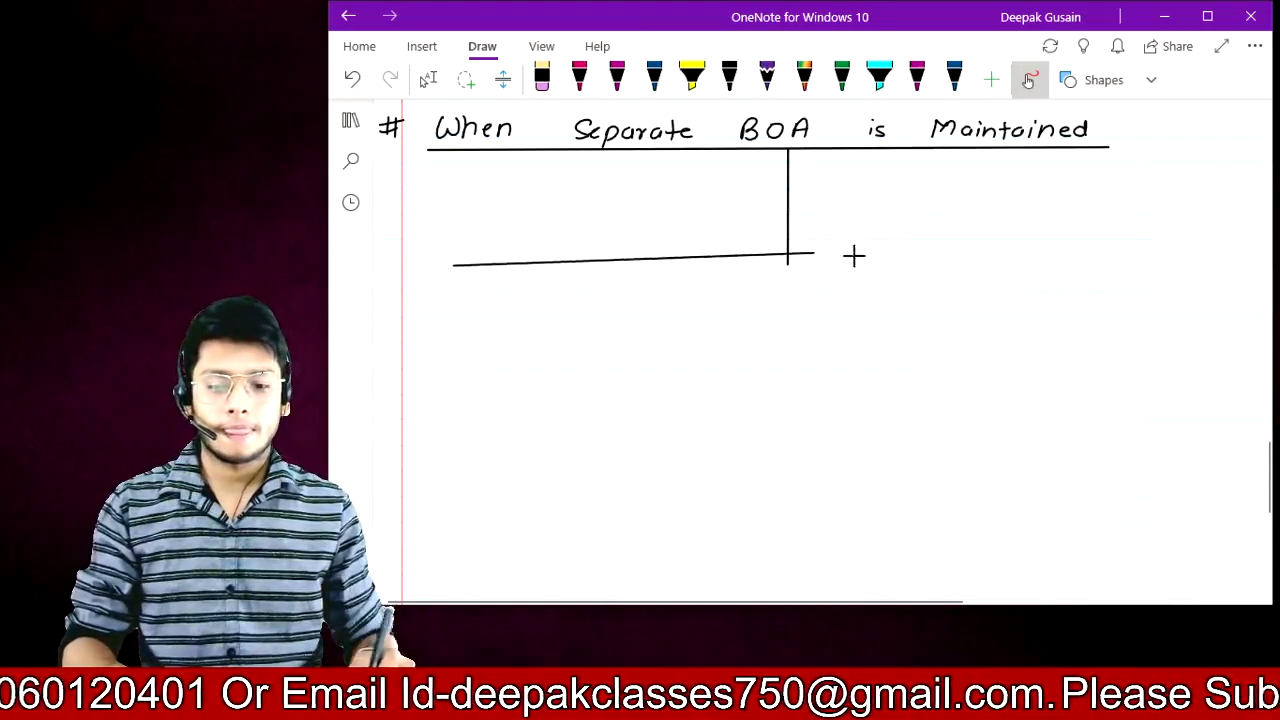 OneNote for Windows 10
Deepak Gusain
Home Insert Draw View Help
Share
Shapes
# When Separate BOA is Maintained
060120401 Or Email Id-deepakclasses750@gmail.com.Please Sub